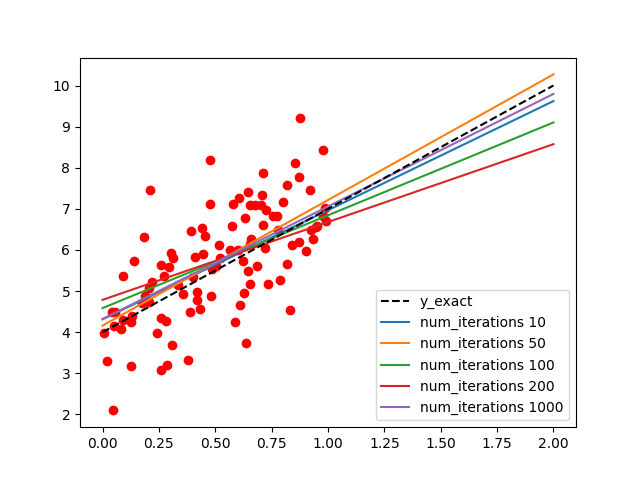 10
9
8
7
6
5
4
3
2
0.00 0.25 0.50 0.75 1.00 1.25 1.50 1.75 2.00
y_exact
num_iterations 10
num_iterations 50
num_iterations 100
num_iterations 200
num_iterations 1000